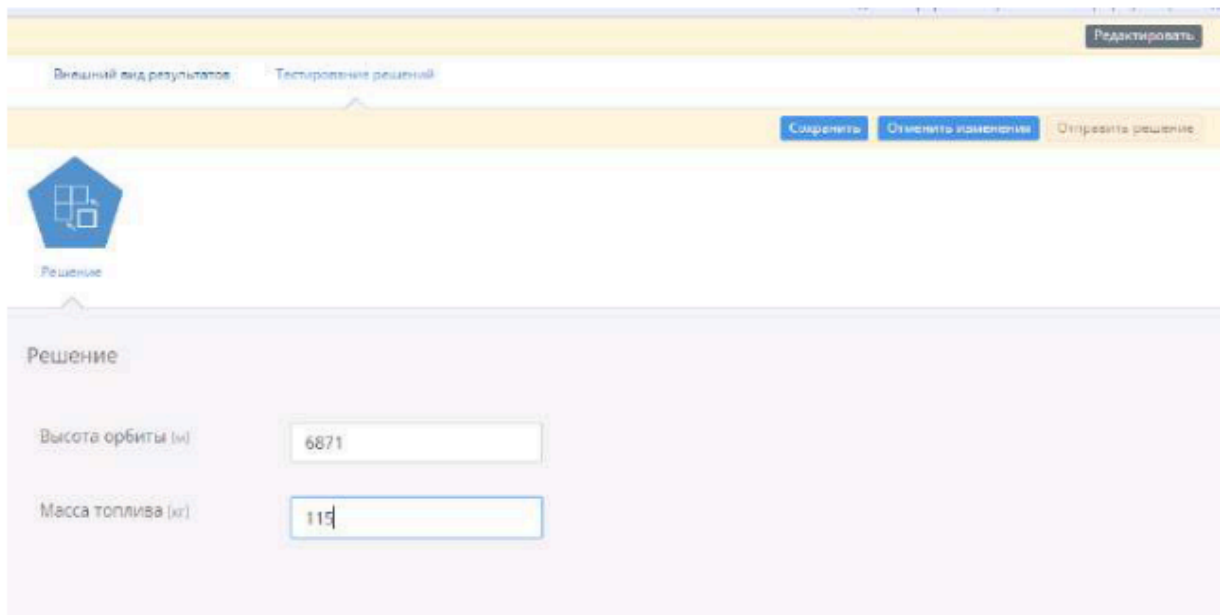 Редактировать
Внешний вид результатов Тестирование решений
Сохранить Отменить изменения Отправить решение
Решение
Решение
Высота орбиты (м) 6871
Масса топлива (кг) 115